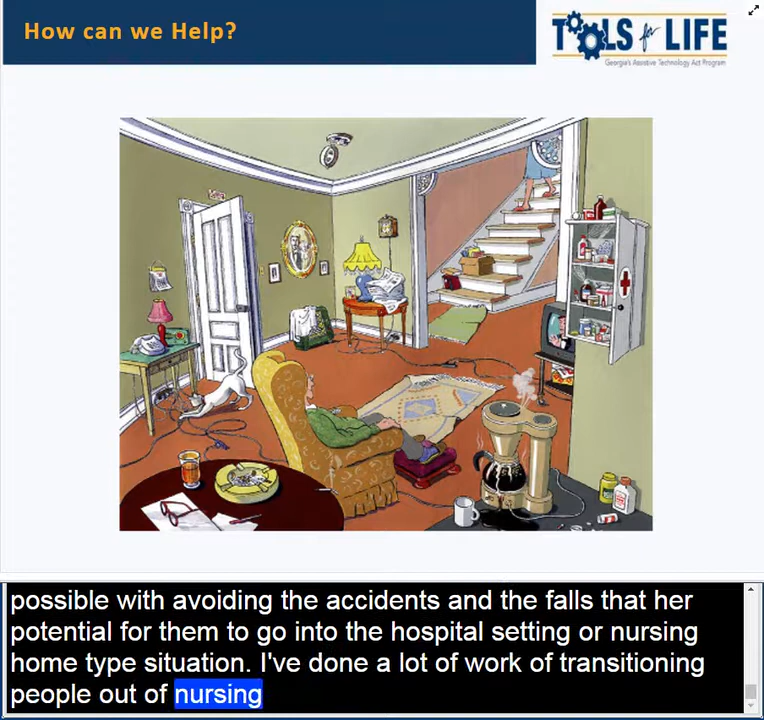 How can we Help?
TOOLS for LIFE
Georgia's Assistive Technology Act Program
possible with avoiding the accidents and the falls that her
potential for them to go into the hospital setting or nursing
home type situation. I've done a lot of work of transitioning
people out of nursing